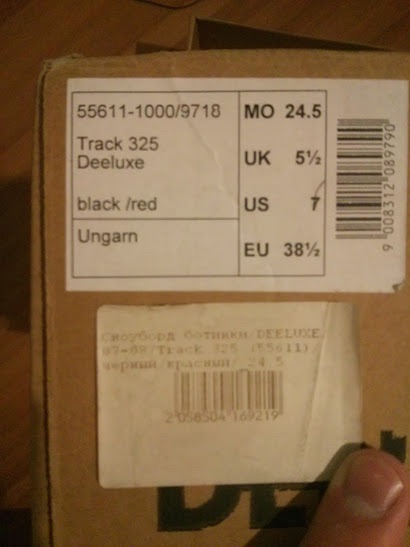 55611-1000/9718
Track 325
Deeluxe
black /red
Ungarn
MO 24.5
UK 5½
US 7
EU 38½
9 008312 089790
Сноуборд ботинки/DEELUXE
07-08/Track 325 (55611)/
черный/красный/ 24.5
2 058504 169219
DEE